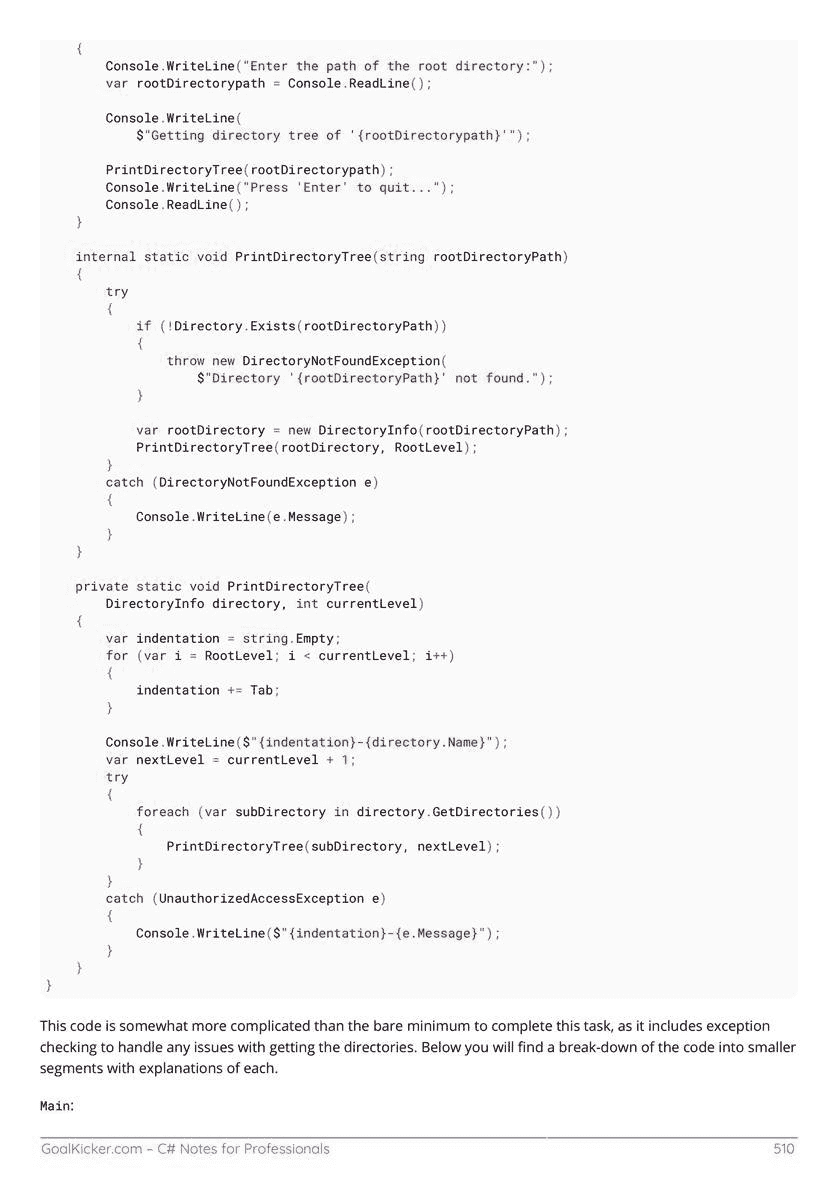 {
        Console.WriteLine("Enter the path of the root directory:");
        var rootDirectorypath = Console.ReadLine();

        Console.WriteLine(
            $"Getting directory tree of '{rootDirectorypath}'");

        PrintDirectoryTree(rootDirectorypath);
        Console.WriteLine("Press 'Enter' to quit...");
        Console.ReadLine();
    }

    internal static void PrintDirectoryTree(string rootDirectoryPath)
    {
        try
        {
            if (!Directory.Exists(rootDirectoryPath))
            {
                throw new DirectoryNotFoundException(
                    $"Directory '{rootDirectoryPath}' not found.");
            }

            var rootDirectory = new DirectoryInfo(rootDirectoryPath);
            PrintDirectoryTree(rootDirectory, RootLevel);
        }
        catch (DirectoryNotFoundException e)
        {
            Console.WriteLine(e.Message);
        }
    }

    private static void PrintDirectoryTree(
        DirectoryInfo directory, int currentLevel)
    {
        var indentation = string.Empty;
        for (var i = RootLevel; i < currentLevel; i++)
        {
            indentation += Tab;
        }

        Console.WriteLine($"{indentation}-{directory.Name}");
        var nextLevel = currentLevel + 1;
        try
        {
            foreach (var subDirectory in directory.GetDirectories())
            {
                PrintDirectoryTree(subDirectory, nextLevel);
            }
        }
        catch (UnauthorizedAccessException e)
        {
            Console.WriteLine($"{indentation}-{e.Message}");
        }
    }
}
This code is somewhat more complicated than the bare minimum to complete this task, as it includes exception
checking to handle any issues with getting the directories. Below you will find a break-down of the code into smaller
segments with explanations of each.
Main:
GoalKicker.com – C# Notes for Professionals
510